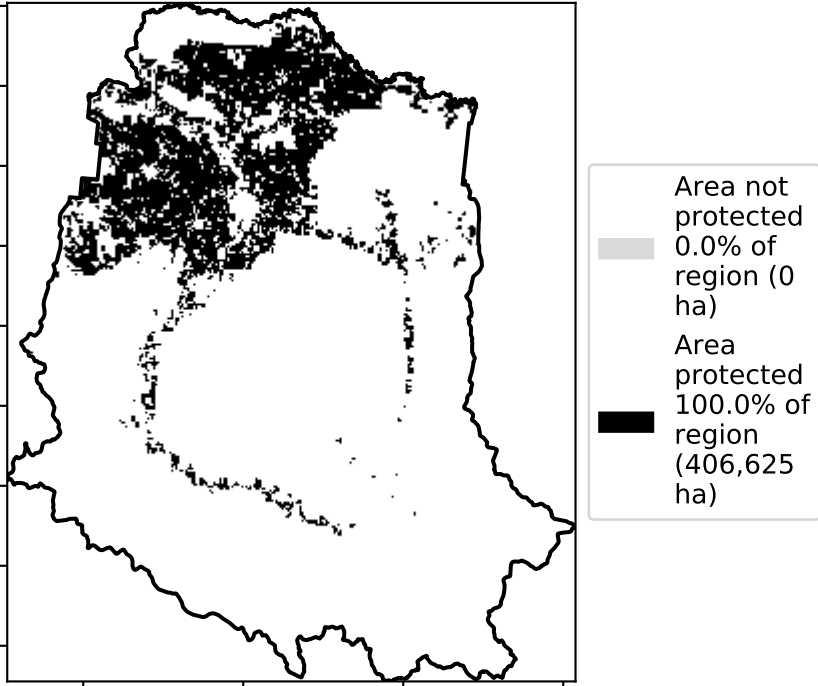 Area not
protected
0.0% of
region (0
ha)
Area
protected
100.0% of
region
(406,625
ha)